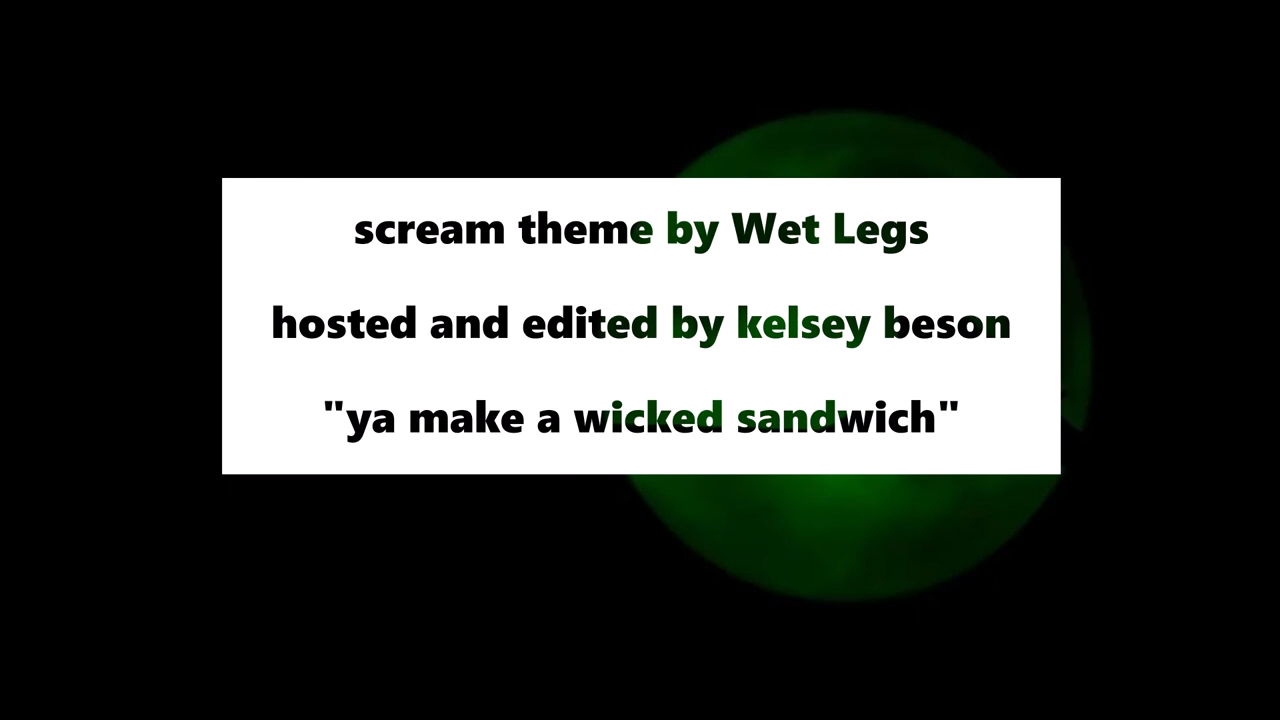 scream theme by Wet Legs
hosted and edited by kelsey beson
"ya make a wicked sandwich"